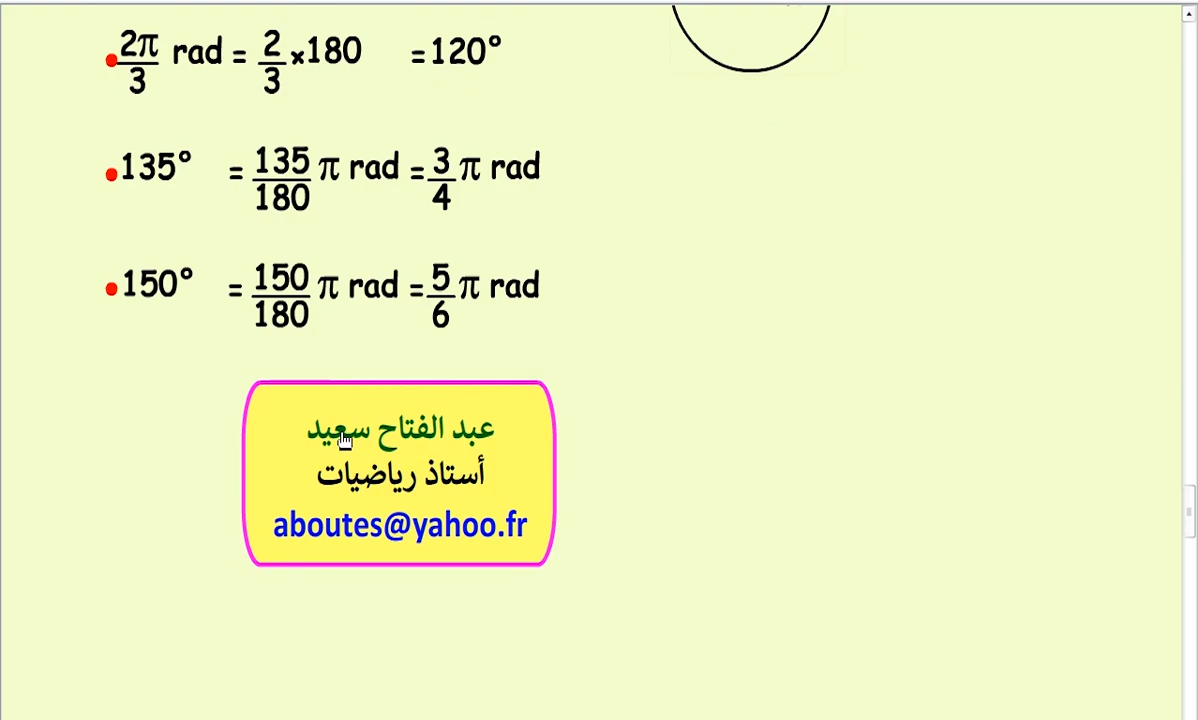 • 2π/3 rad = 2/3 ×180 = 120°
• 135° = 135/180 π rad = 3/4 π rad
• 150° = 150/180 π rad = 5/6 π rad
عبد الفتاح سعيد
أستاذ رياضيات
aboutes@yahoo.fr